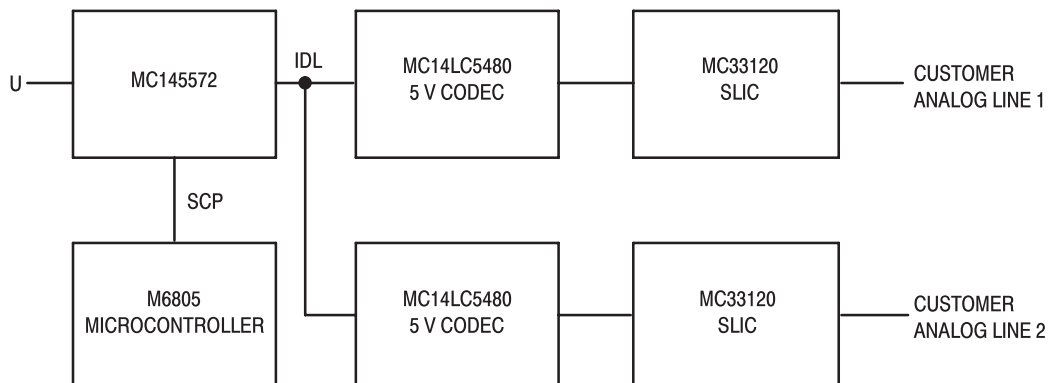 U
MC145572
IDL
MC14LC5480
5 V CODEC
MC33120
SLIC
CUSTOMER
ANALOG LINE 1
SCP
M6805
MICROCONTROLLER
MC14LC5480
5 V CODEC
MC33120
SLIC
CUSTOMER
ANALOG LINE 2